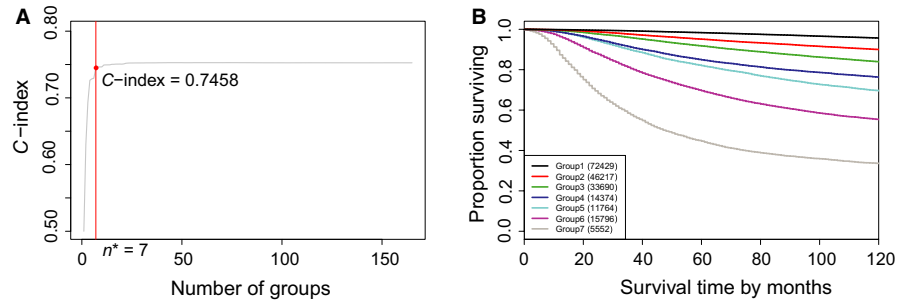 A
0.80
0.70
0.60
0.50
C−index
C−index = 0.7458
n* = 7
0
50
100
150
Number of groups
B
1.0
0.8
0.6
0.4
0.2
0.0
Proportion surviving
Group1 (72429)
Group2 (46217)
Group3 (33690)
Group4 (14374)
Group5 (11764)
Group6 (15796)
Group7 (5552)
0
20
40
60
80
100
120
Survival time by months